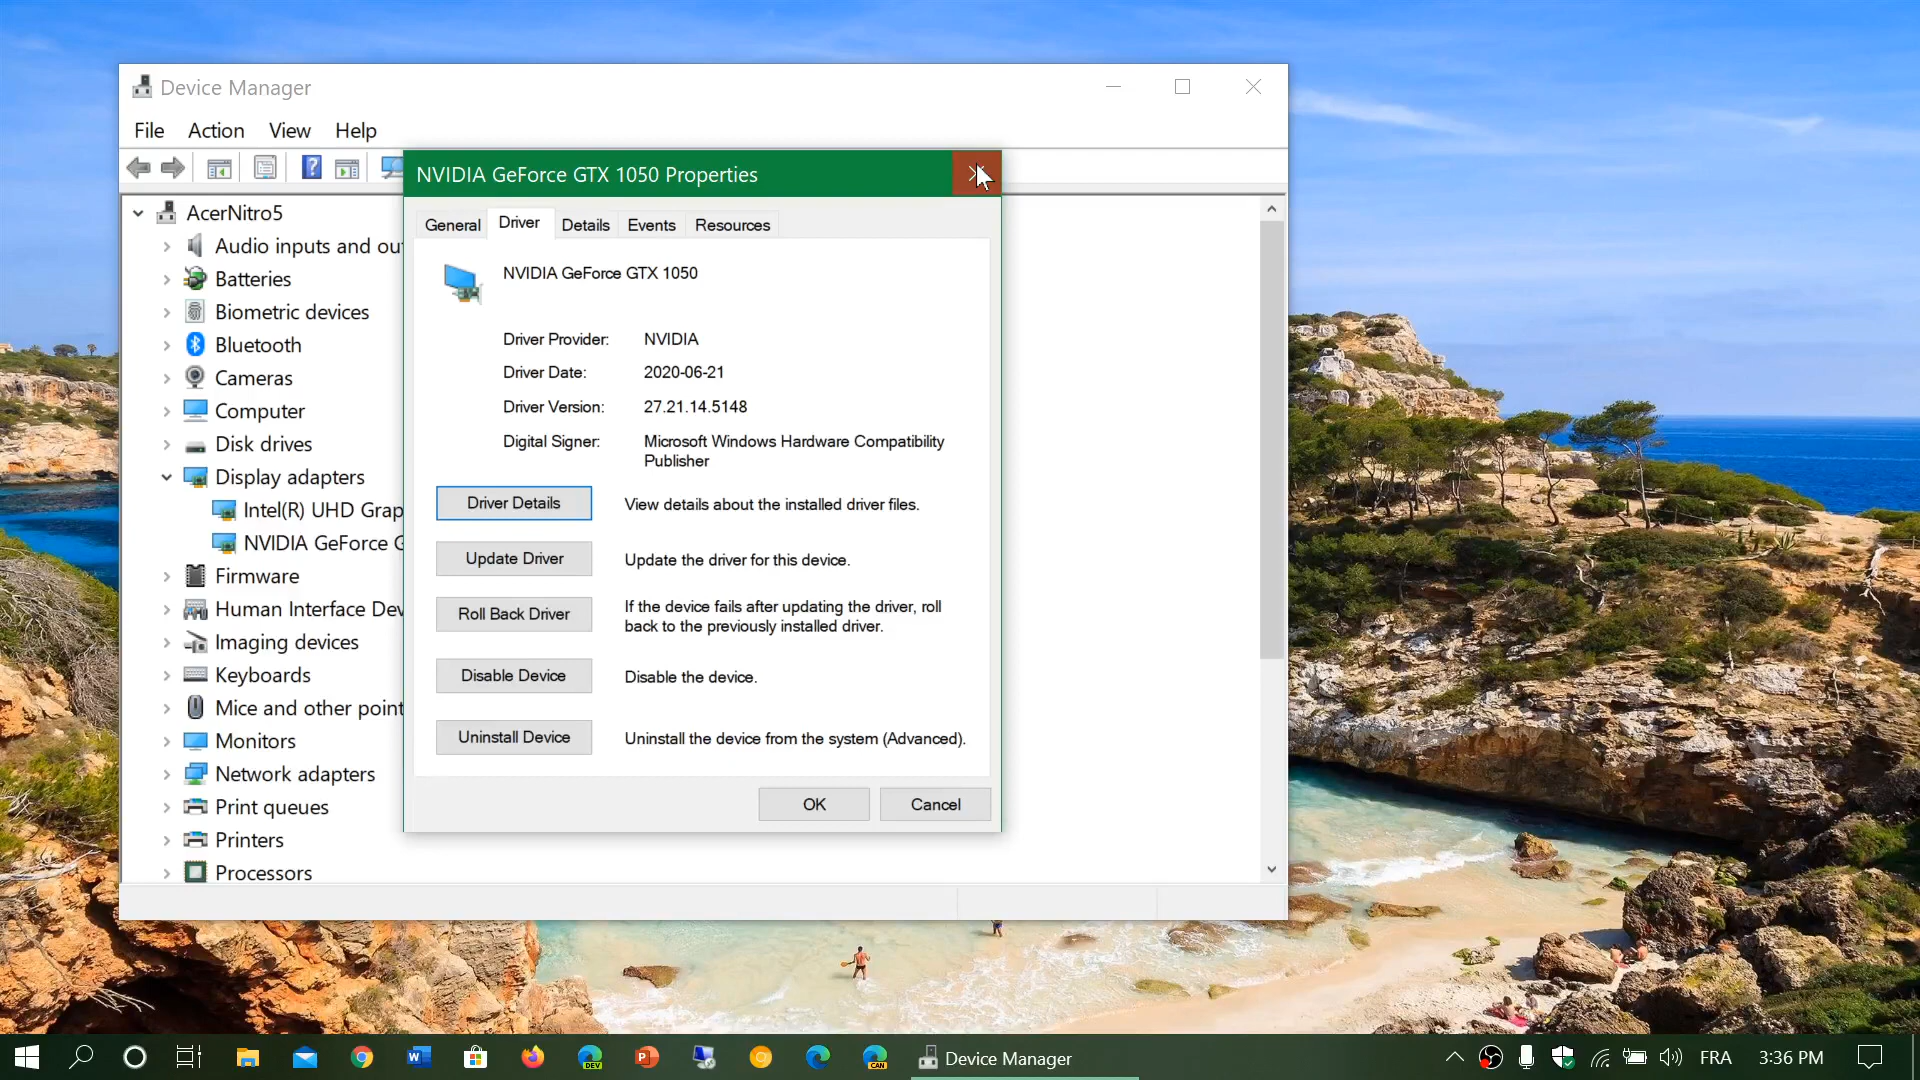 Device Manager
File Action View Help
NVIDIA GeForce GTX 1050 Properties
General Driver Details Events Resources
NVIDIA GeForce GTX 1050
Driver Provider: NVIDIA
Driver Date: 2020-06-21
Driver Version: 27.21.14.5148
Digital Signer: Microsoft Windows Hardware Compatibility
Publisher
Driver Details View details about the installed driver files.
Update Driver Update the driver for this device.
Roll Back Driver If the device fails after updating the driver, roll
back to the previously installed driver.
Disable Device Disable the device.
Uninstall Device Uninstall the device from the system (Advanced).
OK Cancel
AcerNitro5
Audio inputs and ou
Batteries
Biometric devices
Bluetooth
Cameras
Computer
Disk drives
Display adapters
Intel(R) UHD Grap
NVIDIA GeForce G
Firmware
Human Interface Dev
Imaging devices
Keyboards
Mice and other point
Monitors
Network adapters
Print queues
Printers
Processors
DEV
CAN
Device Manager
FRA
3:36 PM